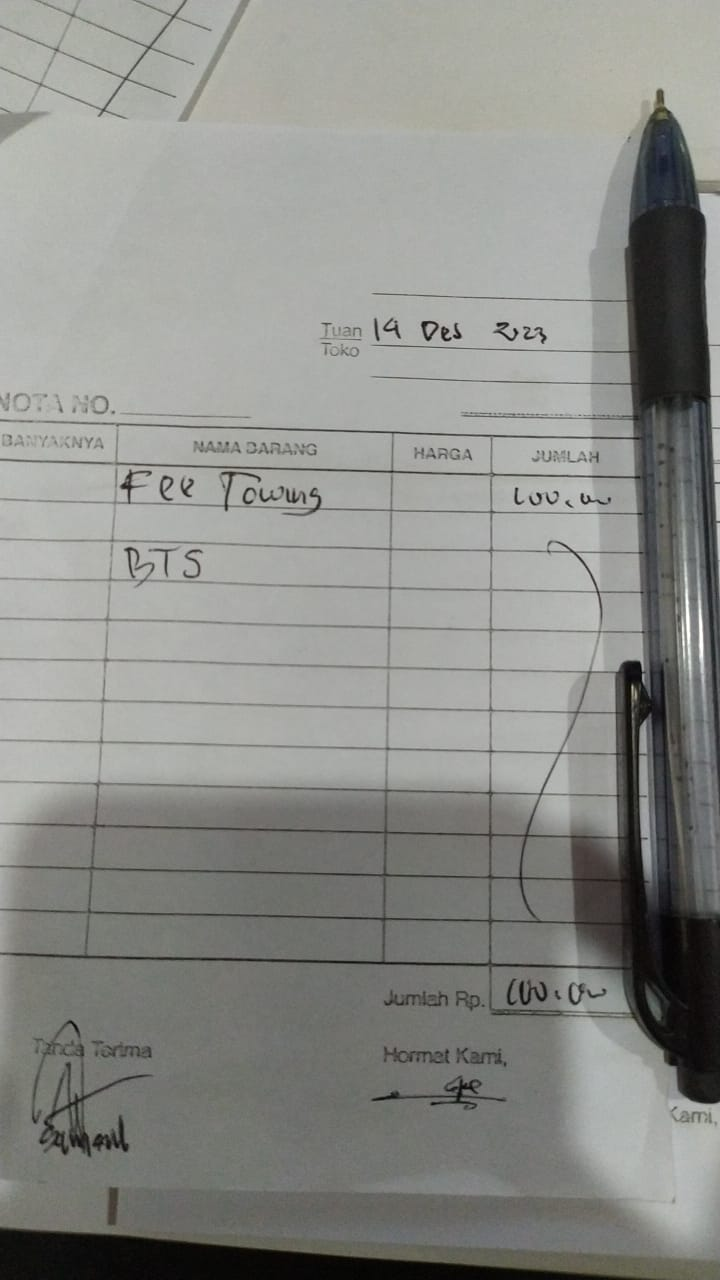 Tuan 14 Des 2023
Toko
NOTA NO.
BANYAKNYA NAMA BARANG HARGA JUMLAH
Fee Towing 100.000
BTS
Jumlah Rp. 100.000
Tanda Terima Hormat Kami,
Kami,